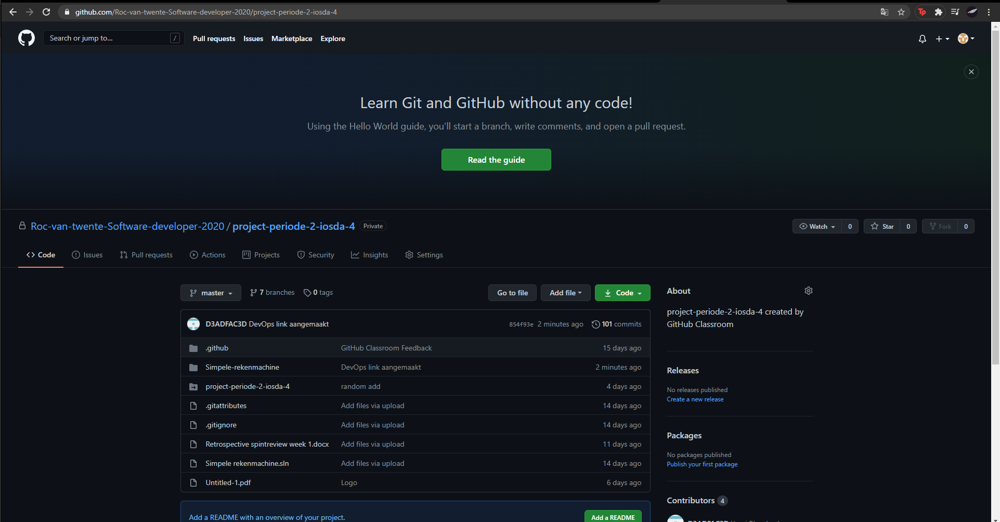 github.com/Roc-van-twente-Software-developer-2020/project-periode-2-iosda-4
Tp
Search or jump to... /
Pull requests Issues Marketplace Explore
Learn Git and GitHub without any code!
Using the Hello World guide, you’ll start a branch, write comments, and open a pull request.
Read the guide
Roc-van-twente-Software-developer-2020 / project-periode-2-iosda-4 Private
Watch 0 Star 0 Fork 0
Code Issues Pull requests Actions Projects Security Insights Settings
master 7 branches 0 tags Go to file Add file Code
D3ADFAC3D DevOps link aangemaakt 854f93e 2 minutes ago 101 commits
.github GitHub Classroom Feedback 15 days ago
Simpele-rekenmachine DevOps link aangemaakt 2 minutes ago
project-periode-2-iosda-4 random add 4 days ago
.gitattributes Add files via upload 14 days ago
.gitignore Add files via upload 14 days ago
Retrospective spintreview week 1.docx Add files via upload 11 days ago
Simpele rekenmachine.sln Add files via upload 14 days ago
Untitled-1.pdf Logo 6 days ago
Add a README with an overview of your project. Add a README
About
project-periode-2-iosda-4 created by
GitHub Classroom
Releases
No releases published
Create a new release
Packages
No packages published
Publish your first package
Contributors 4
D3ADFAC3D